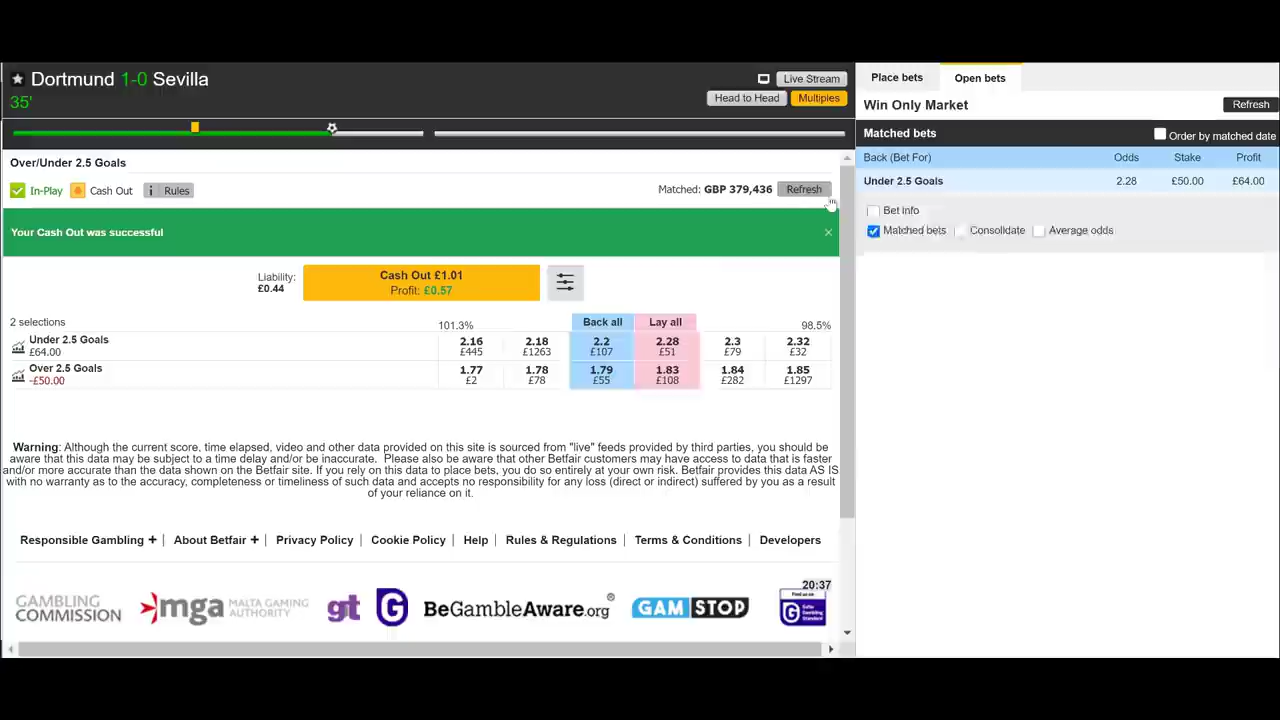 Dortmund 1-0 Sevilla
35'
Live Stream
Head to Head
Multiples
Over/Under 2.5 Goals
In-Play Cash Out i Rules
Matched: GBP 379,436 Refresh
Your Cash Out was successful ×
Liability:
£0.44
Cash Out £1.01
Profit: £0.57
2 selections 101.3% Back all Lay all 98.5%
Under 2.5 Goals 2.16 2.18 2.2 2.28 2.3 2.32
£64.00 £445 £1263 £107 £51 £79 £32
Over 2.5 Goals 1.77 1.78 1.79 1.83 1.84 1.85
-£50.00 £2 £78 £55 £108 £282 £1297
Warning: Although the current score, time elapsed, video and other data provided on this site is sourced from "live" feeds provided by third parties, you should be
aware that this data may be subject to a time delay and/or be inaccurate. Please also be aware that other Betfair customers may have access to data that is faster
and/or more accurate than the data shown on the Betfair site. If you rely on this data to place bets, you do so entirely at your own risk. Betfair provides this data AS IS
with no warranty as to the accuracy, completeness or timeliness of such data and accepts no responsibility for any loss (direct or indirect) suffered by you as a result
of your reliance on it.
Responsible Gambling + | About Betfair + | Privacy Policy | Cookie Policy | Help | Rules & Regulations | Terms & Conditions | Developers
20:37
GAMBLING
COMMISSION
mga MALTA GAMING
AUTHORITY
gt
G
BeGambleAware.org®
GAMSTOP
G
Place bets Open bets
Win Only Market Refresh
Matched bets Order by matched date
Back (Bet For) Odds Stake Profit
Under 2.5 Goals 2.28 £50.00 £64.00
Bet info
Matched bets Consolidate Average odds